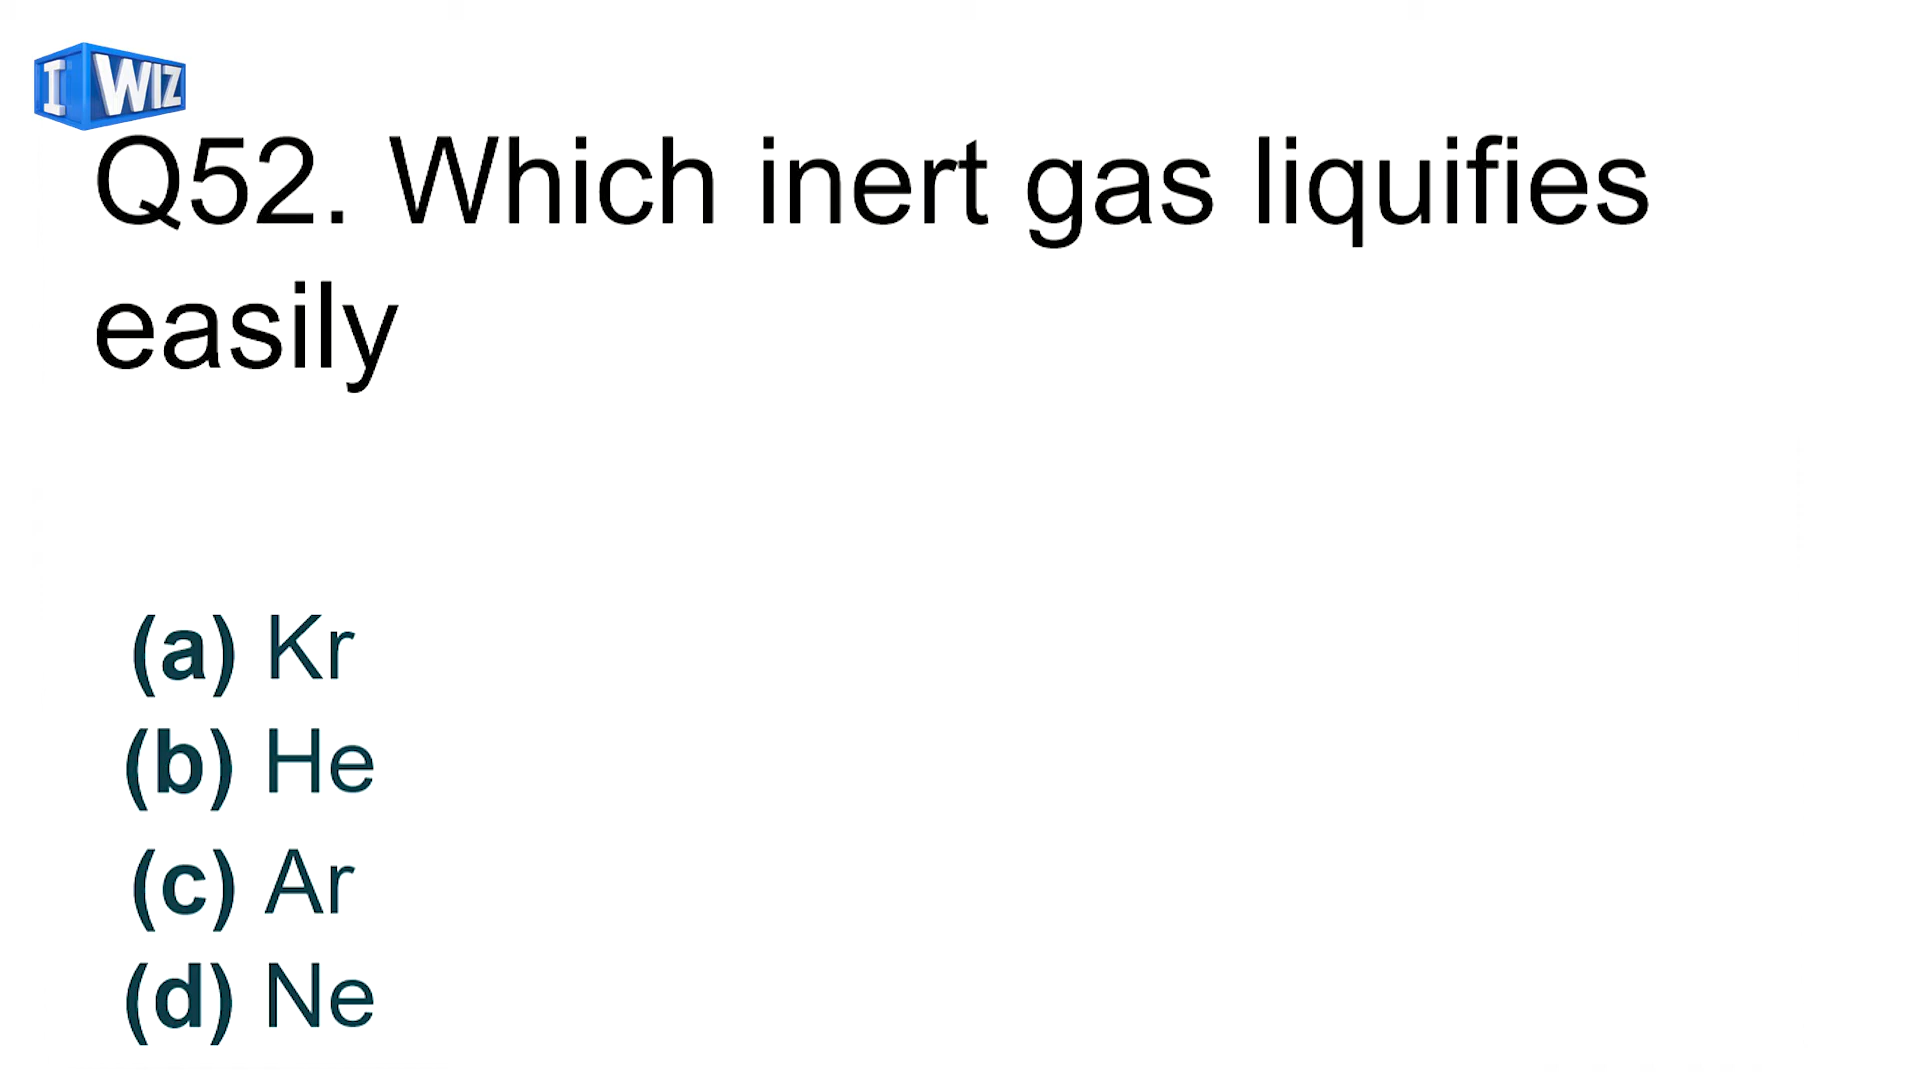 I WIZ
Q52. Which inert gas liquifies
easily
(a) Kr
(b) He
(c) Ar
(d) Ne